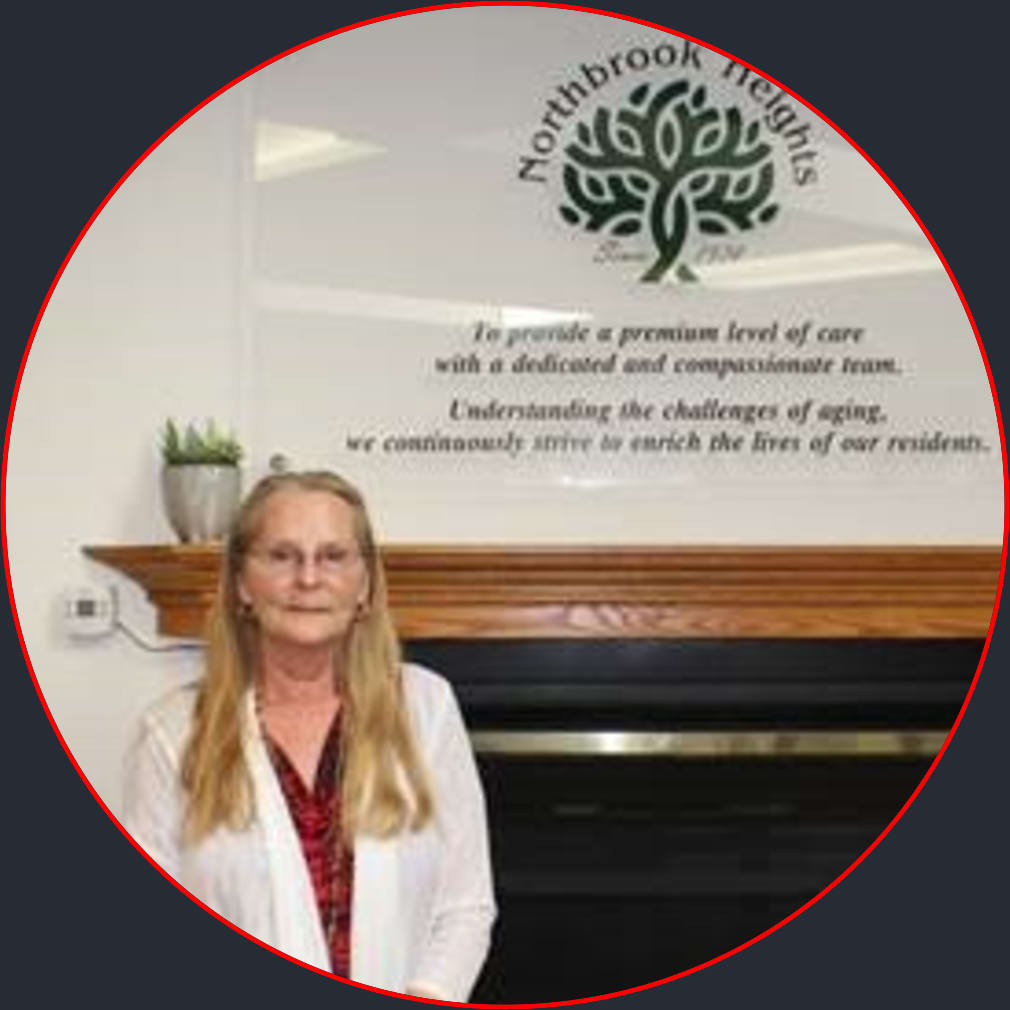 Northbrook Heights
Since
To provide a premium level of care
with a dedicated and compassionate team.
Understanding the challenges of aging,
we continuously strive to enrich the lives of our residents.